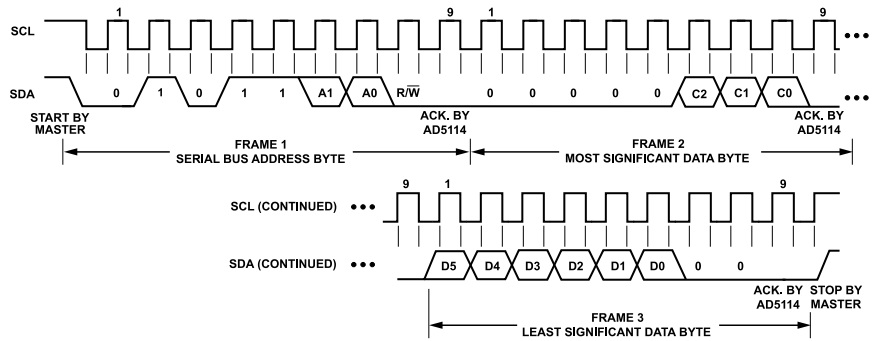 1 9 1 9
SCL
SDA 0 1 0 1 1 A1 A0 R/W 0 0 0 0 0 C2 C1 C0
START BY MASTER
ACK. BY AD5114
ACK. BY AD5114
FRAME 1
SERIAL BUS ADDRESS BYTE
FRAME 2
MOST SIGNIFICANT DATA BYTE
9 1 9
SCL (CONTINUED)
SDA (CONTINUED) D5 D4 D3 D2 D1 D0 0 0
ACK. BY AD5114
STOP BY MASTER
FRAME 3
LEAST SIGNIFICANT DATA BYTE